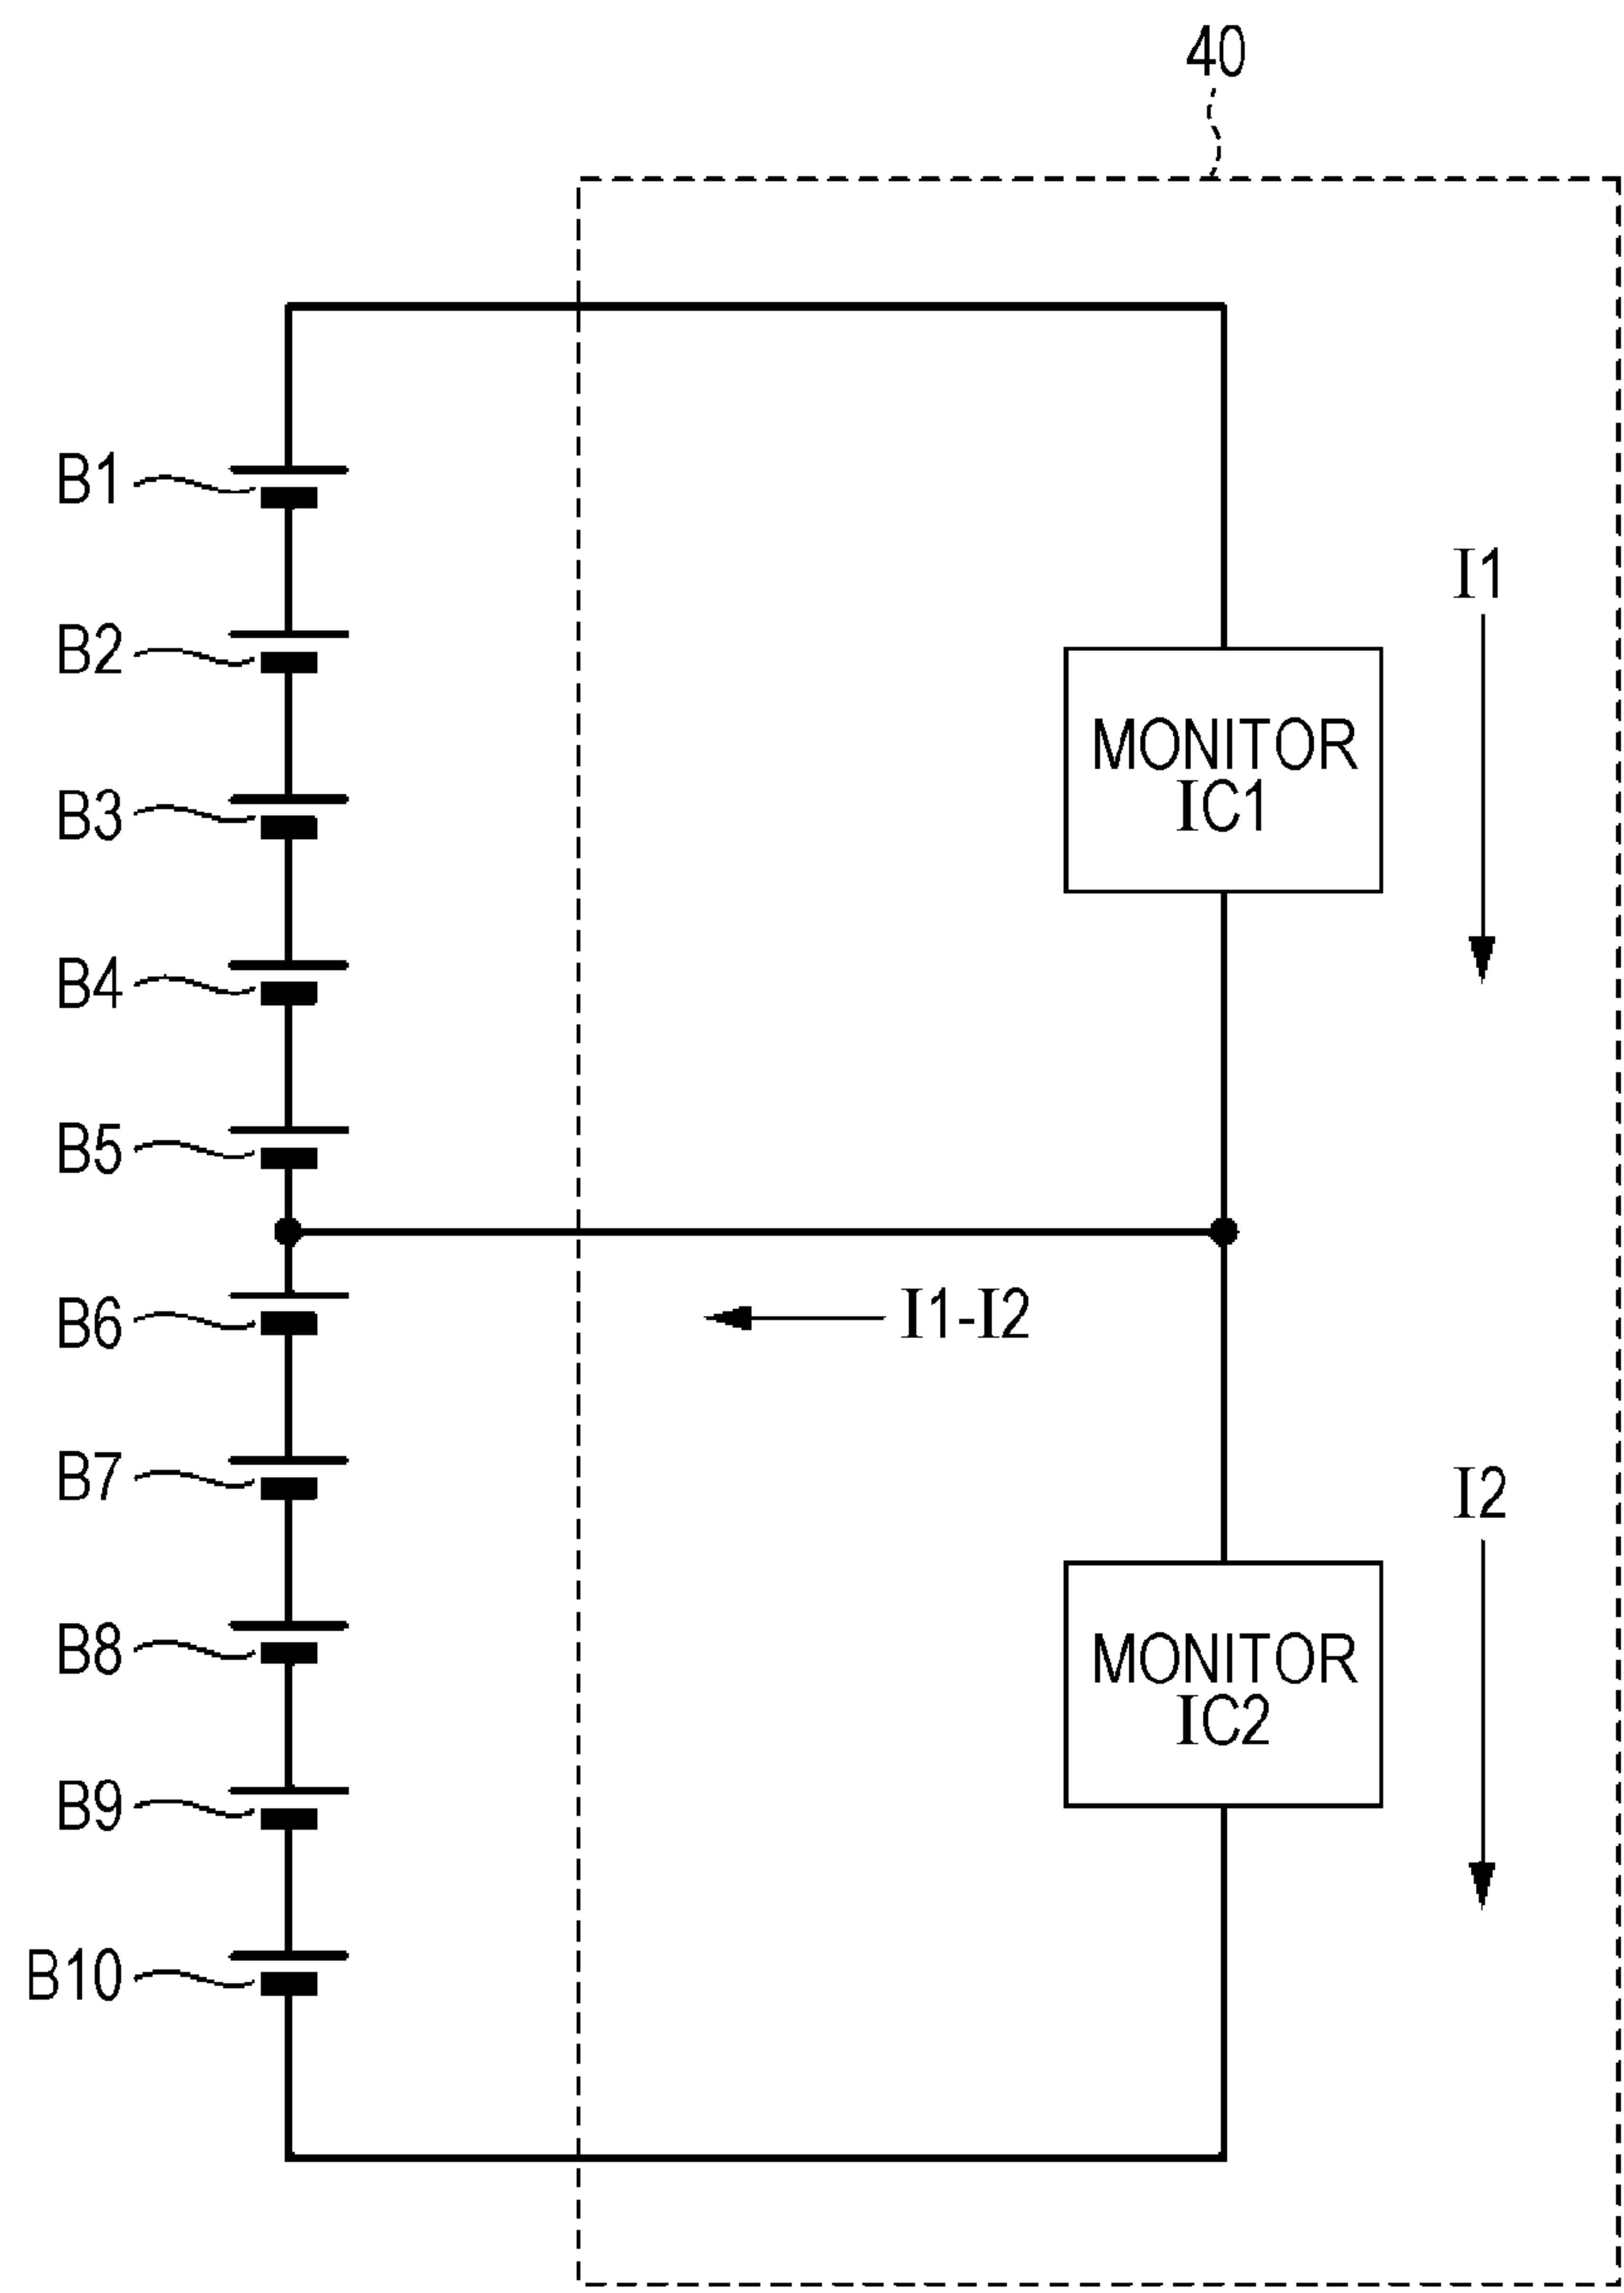 40
B1
I1
B2
MONITOR
IC1
B3
B4
B5
B6
I1-I2
B7
I2
B8
MONITOR
IC2
B9
B10